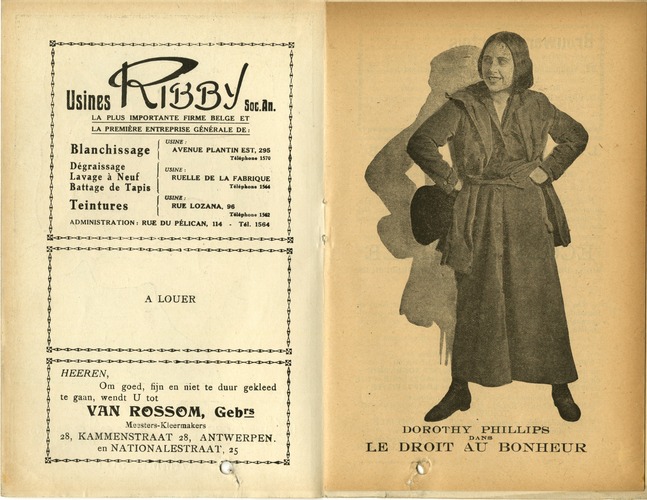 Usines RIBBY Soc. An.
LA PLUS IMPORTANTE FIRME BELGE ET
LA PREMIÈRE ENTREPRISE GÉNÉRALE DE:
Blanchissage
Dégraissage
Lavage à Neuf
Battage de Tapis
Teintures
USINE:
AVENUE PLANTIN EST, 295
Téléphone 1570
USINE:
RUELLE DE LA FABRIQUE
Téléphone 1564
USINE:
RUE LOZANA, 96
Téléphone 1562
ADMINISTRATION: RUE DU PÉLICAN, 114 - Tél. 1564
A LOUER
HEEREN,
Om goed, fijn en niet te duur gekleed
te gaan, wendt U tot
VAN ROSSOM, Gebrs
Meesters-Kleermakers
28, KAMMENSTRAAT 28, ANTWERPEN.
en NATIONALESTRAAT, 25
DOROTHY PHILLIPS
DANS
LE DROIT AU BONHEUR